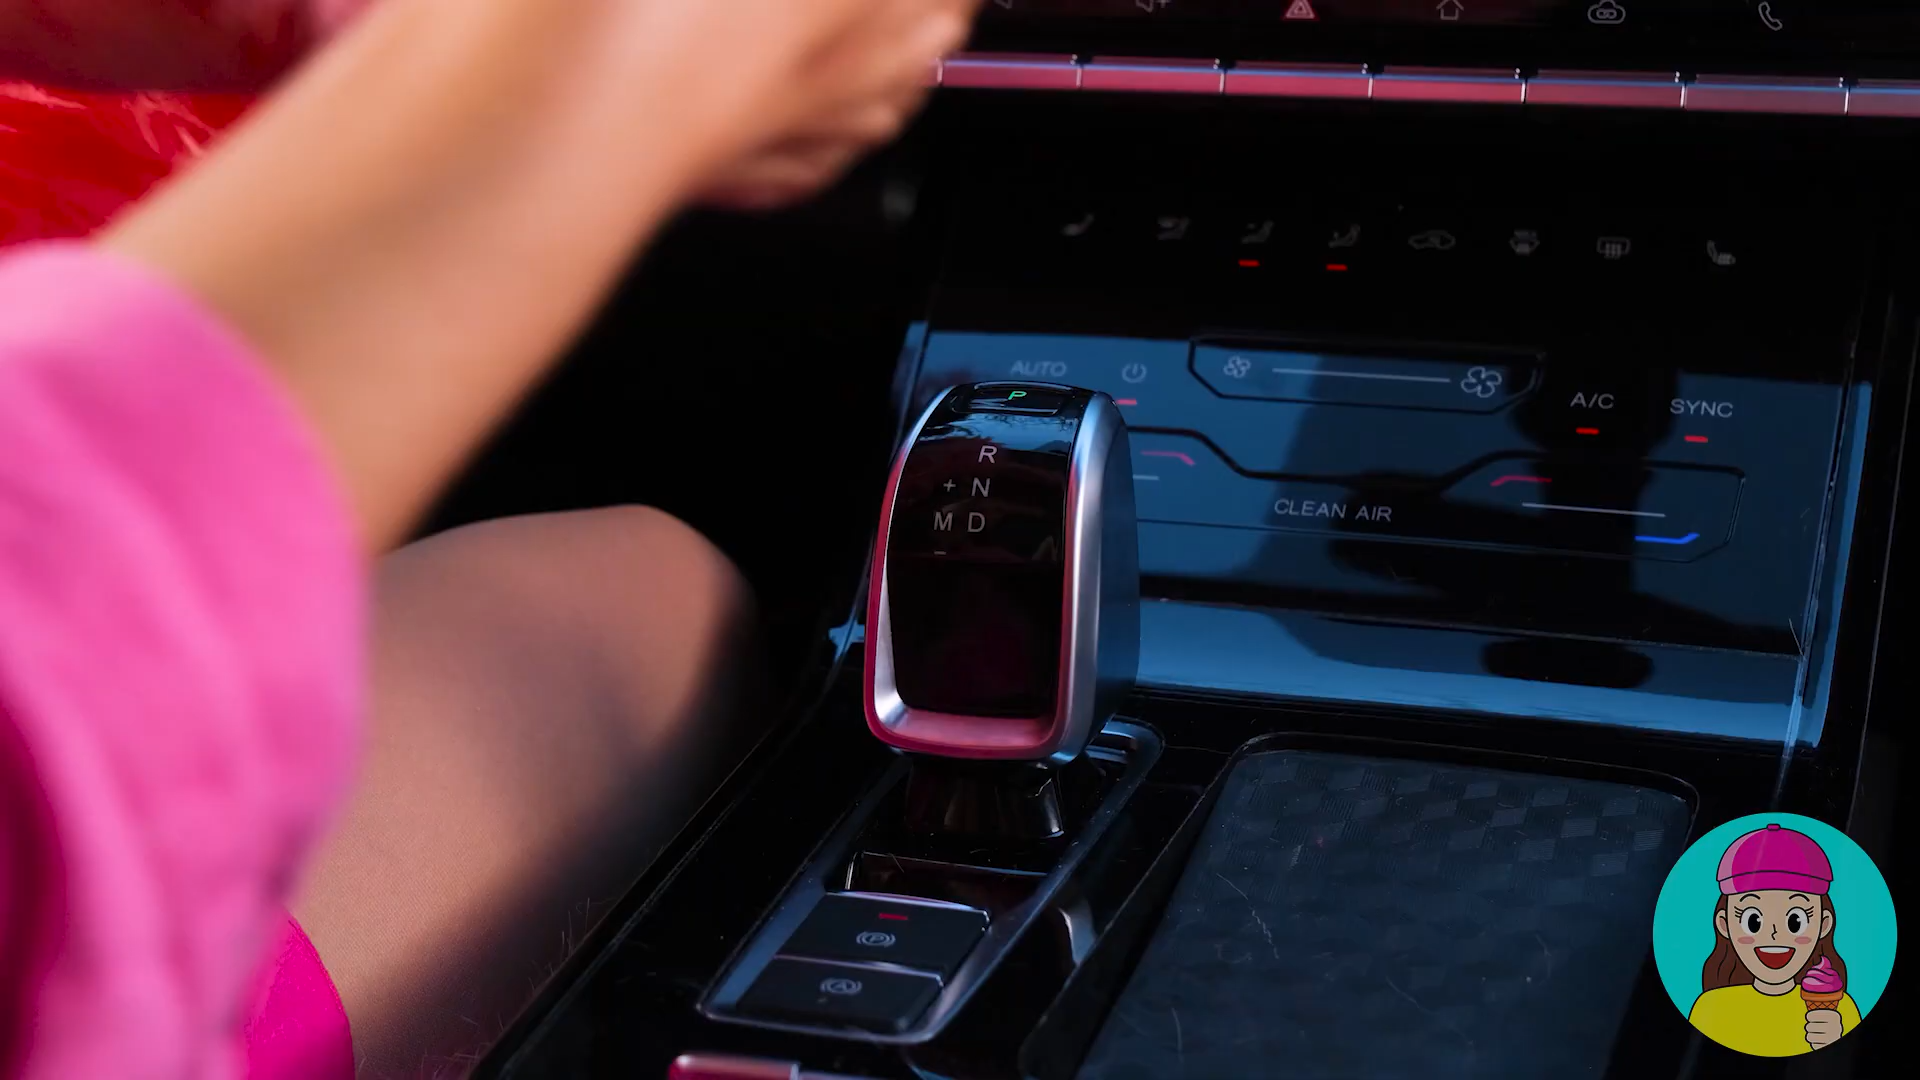 AUTO
P
A/C
SYNC
R
+ N
M D
-
CLEAN AIR
P
A